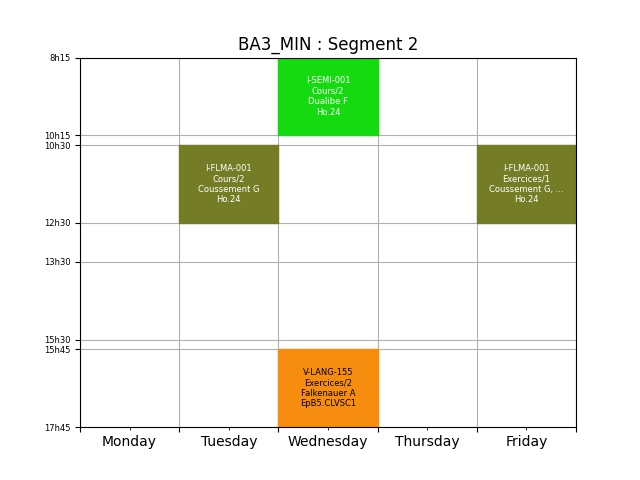 BA3_MIN : Segment 2
8h15
I-SEMI-001
Cours/2
Dualibe F
Ho.24
10h15
10h30
I-FLMA-001
Cours/2
Coussement G
Ho.24
I-FLMA-001
Exercices/1
Coussement G, ...
Ho.24
12h30
13h30
15h30
15h45
V-LANG-155
Exercices/2
Falkenauer A
EpB5.CLVSC1
17h45
Monday Tuesday Wednesday Thursday Friday